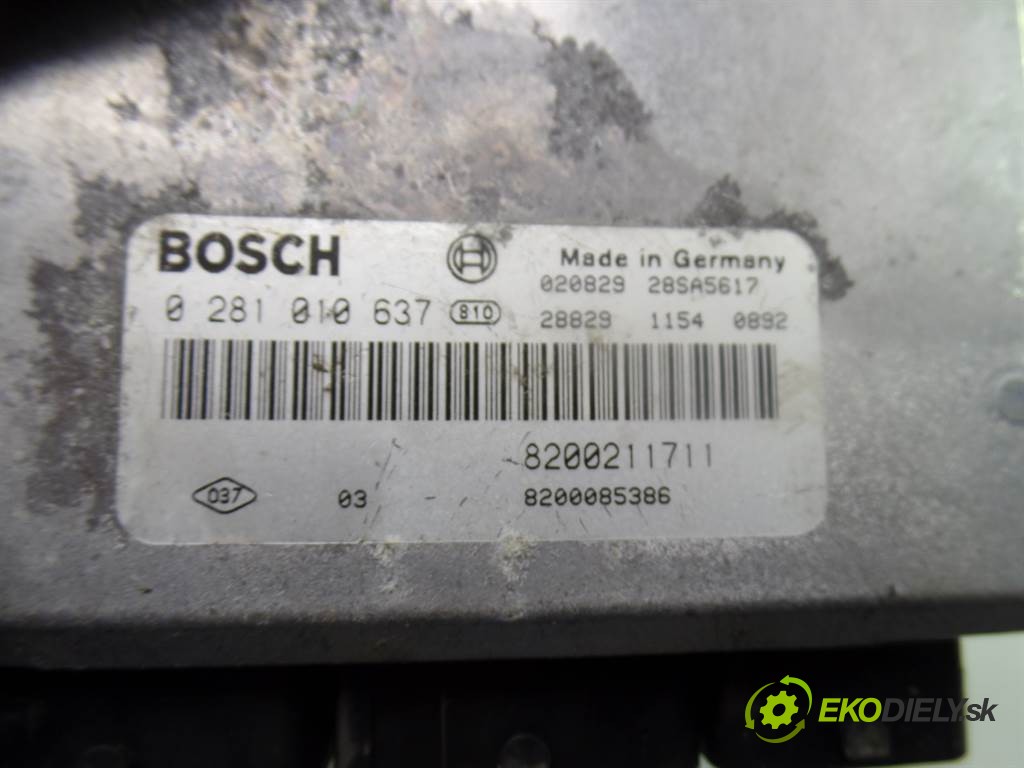 BOSCH Made in Germany
020829 28SA5617
0 281 010 637 810 28829 1154 0892
8200211711
037 03 - 8200085386
EKODIELY.sk